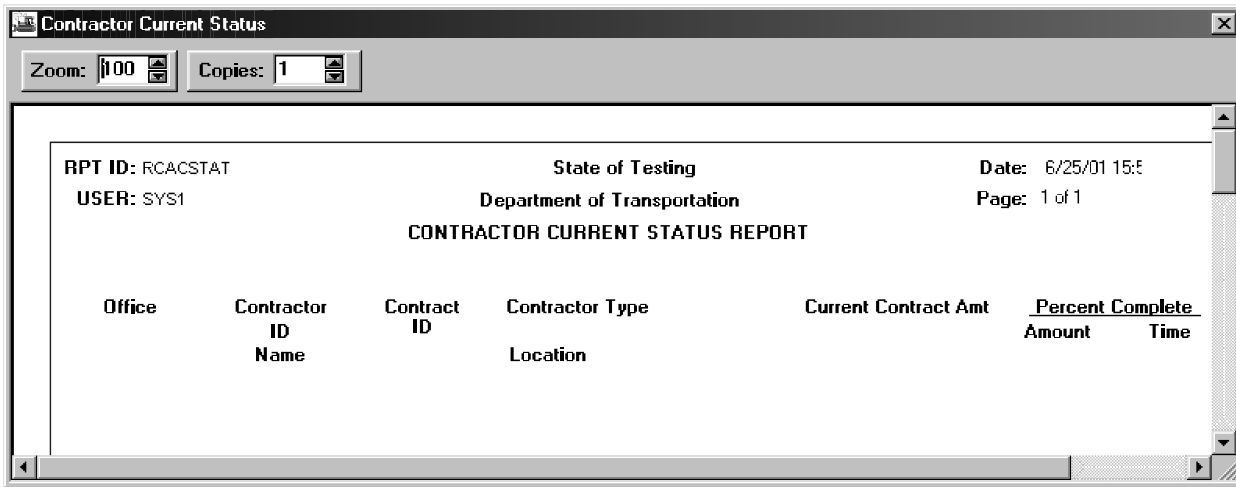 Contractor Current Status
Zoom: 100 Copies: 1
RPT ID: RCACSTAT State of Testing Date: 6/25/01 15:5
USER: SYS1 Department of Transportation Page: 1 of 1
CONTRACTOR CURRENT STATUS REPORT
Office Contractor Contract Contractor Type Current Contract Amt Percent Complete
ID ID Amount Time
Name Location